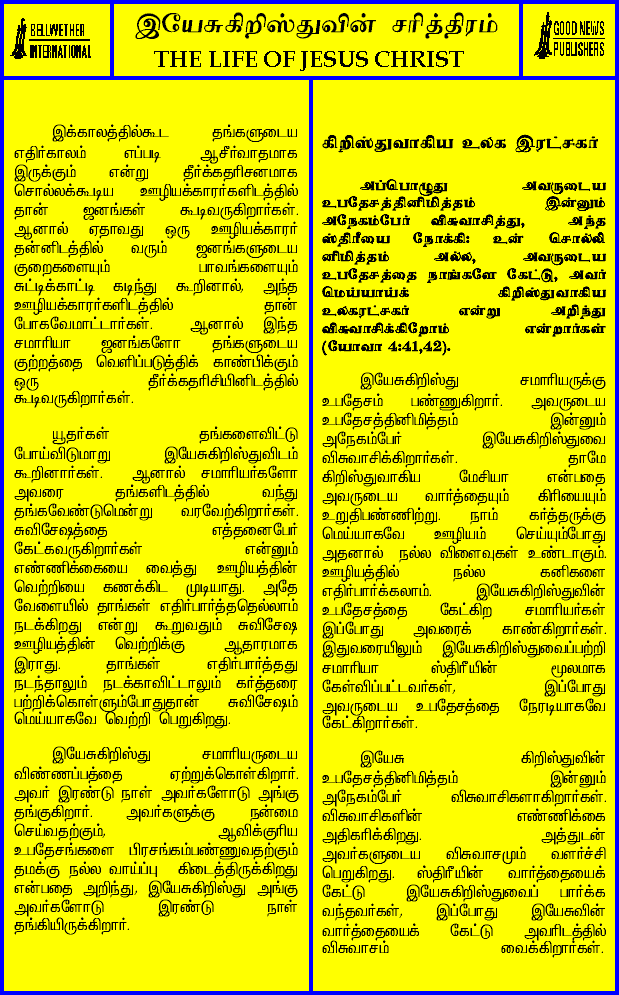 BELLWETHER
INTERNATIONAL
இயேசுகிறிஸ்துவின் சரித்திரம்
THE LIFE OF JESUS CHRIST
GOOD NEWS
PUBLISHERS
இக்காலத்தில்கூட தங்களுடைய
எதிர்காலம் எப்படி ஆசீர்வாதமாக
இருக்கும் என்று தீர்க்கதரிசனமாக
சொல்லக்கூடிய ஊழியக்காரர்களிடத்தில்
தான் ஜனங்கள் கூடிவருகிறார்கள்.
ஆனால் ஏதாவது ஒரு ஊழியக்காரர்
தன்னிடத்தில் வரும் ஜனங்களுடைய
குறைகளையும் பாவங்களையும்
சுட்டிக்காட்டி கடிந்து கூறினால், அந்த
ஊழியக்காரர்களிடத்தில் தான்
போகவேமாட்டார்கள். ஆனால் இந்த
சமாரியா ஜனங்களோ தங்களுடைய
குற்றத்தை வெளிப்படுத்திக் காண்பிக்கும்
ஒரு தீர்க்கதரிசியினிடத்தில்
கூடிவருகிறார்கள்.
யூதர்கள் தங்களைவிட்டு
போய்விடுமாறு இயேசுகிறிஸ்துவிடம்
கூறினார்கள். ஆனால் சமாரியர்களோ
அவரை தங்களிடத்தில் வந்து
தங்கவேண்டுமென்று வரவேற்கிறார்கள்.
சுவிசேஷத்தை எத்தனைபேர்
கேட்கவருகிறார்கள் என்னும்
எண்ணிக்கையை வைத்து ஊழியத்தின்
வெற்றியை கணக்கிட முடியாது. அதே
வேளையில் தாங்கள் எதிர்பார்த்ததெல்லாம்
நடக்கிறது என்று கூறுவதும் சுவிசேஷ
ஊழியத்தின் வெற்றிக்கு ஆதாரமாக
இராது. தாங்கள் எதிர்பார்த்தது
நடந்தாலும் நடக்காவிட்டாலும் கர்த்தரை
பற்றிக்கொள்ளும்போதுதான் சுவிசேஷம்
மெய்யாகவே வெற்றி பெறுகிறது.
இயேசுகிறிஸ்து சமாரியருடைய
விண்ணப்பத்தை ஏற்றுக்கொள்கிறார்.
அவர் இரண்டு நாள் அவர்களோடு அங்கு
தங்குகிறார். அவர்களுக்கு நன்மை
செய்வதற்கும், ஆவிக்குரிய
உபதேசங்களை பிரசங்கம்பண்ணுவதற்கும்
தமக்கு நல்ல வாய்ப்பு கிடைத்திருக்கிறது
என்பதை அறிந்து, இயேசுகிறிஸ்து அங்கு
அவர்களோடு இரண்டு நாள்
தங்கியிருக்கிறார்.
கிறிஸ்துவாகிய உலக இரட்சகர்
அப்பொழுது அவருடைய
உபதேசத்தினிமித்தம் இன்னும்
அநேகம்பேர் விசுவாசித்து, அந்த
ஸ்திரீயை நோக்கி: உன் சொல்லி
னிமித்தம் அல்ல, அவருடைய
உபதேசத்தை நாங்களே கேட்டு, அவர்
மெய்யாய்க் கிறிஸ்துவாகிய
உலகரட்சகர் என்று அறிந்து
விசுவாசிக்கிறோம் என்றார்கள்
(யோவா 4:41,42).
இயேசுகிறிஸ்து சமாரியருக்கு
உபதேசம் பண்ணுகிறார். அவருடைய
உபதேசத்தினிமித்தம் இன்னும்
அநேகம்பேர் இயேசுகிறிஸ்துவை
விசுவாசிக்கிறார்கள். தாமே
கிறிஸ்துவாகிய மேசியா என்பதை
அவருடைய வார்த்தையும் கிரியையும்
உறுதிபண்ணிற்று. நாம் கர்த்தருக்கு
மெய்யாகவே ஊழியம் செய்யும்போது
அதனால் நல்ல விளைவுகள் உண்டாகும்.
ஊழியத்தில் நல்ல கனிகளை
எதிர்பார்க்கலாம். இயேசுகிறிஸ்துவின்
உபதேசத்தை கேட்கிற சமாரியர்கள்
இப்போது அவரைக் காண்கிறார்கள்.
இதுவரையிலும் இயேசுகிறிஸ்துவைப்பற்றி
சமாரியா ஸ்திரீயின் மூலமாக
கேள்விப்பட்டவர்கள், இப்போது
அவருடைய உபதேசத்தை நேரடியாகவே
கேட்கிறார்கள்.
இயேசு கிறிஸ்துவின்
உபதேசத்தினிமித்தம் இன்னும்
அநேகம்பேர் விசுவாசிகளாகிறார்கள்.
விசுவாசிகளின் எண்ணிக்கை
அதிகரிக்கிறது. அத்துடன்
அவர்களுடைய விசுவாசமும் வளர்ச்சி
பெறுகிறது. ஸ்திரீயின் வார்த்தையைக்
கேட்டு இயேசுகிறிஸ்துவைப் பார்க்க
வந்தவர்கள், இப்போது இயேசுவின்
வார்த்தையைக் கேட்டு அவரிடத்தில்
விசுவாசம் வைக்கிறார்கள்.